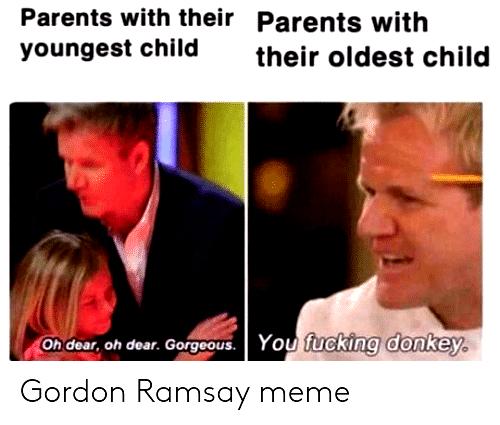 Parents with their
youngest child
Parents with
their oldest child
Oh dear, oh dear. Gorgeous.
You fucking donkey.
Gordon Ramsay meme